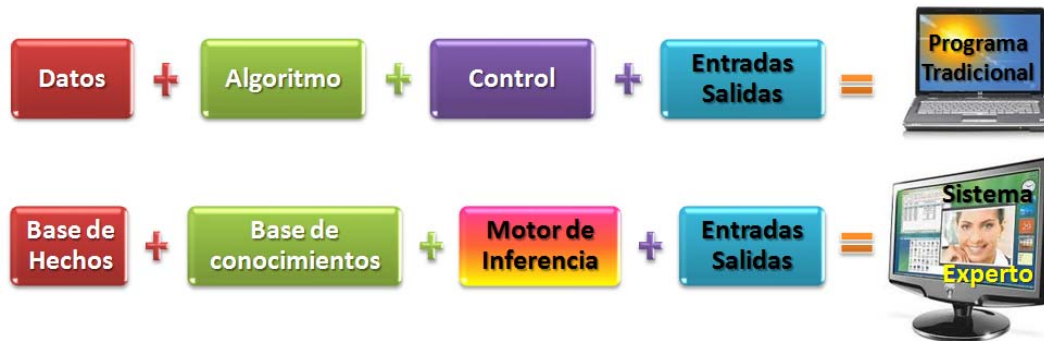 Datos
Algoritmo
Control
Entradas
Salidas
Programa
Tradicional
Base de
Hechos
Base de
conocimientos
Motor de
Inferencia
Entradas
Salidas
Sistema
Experto